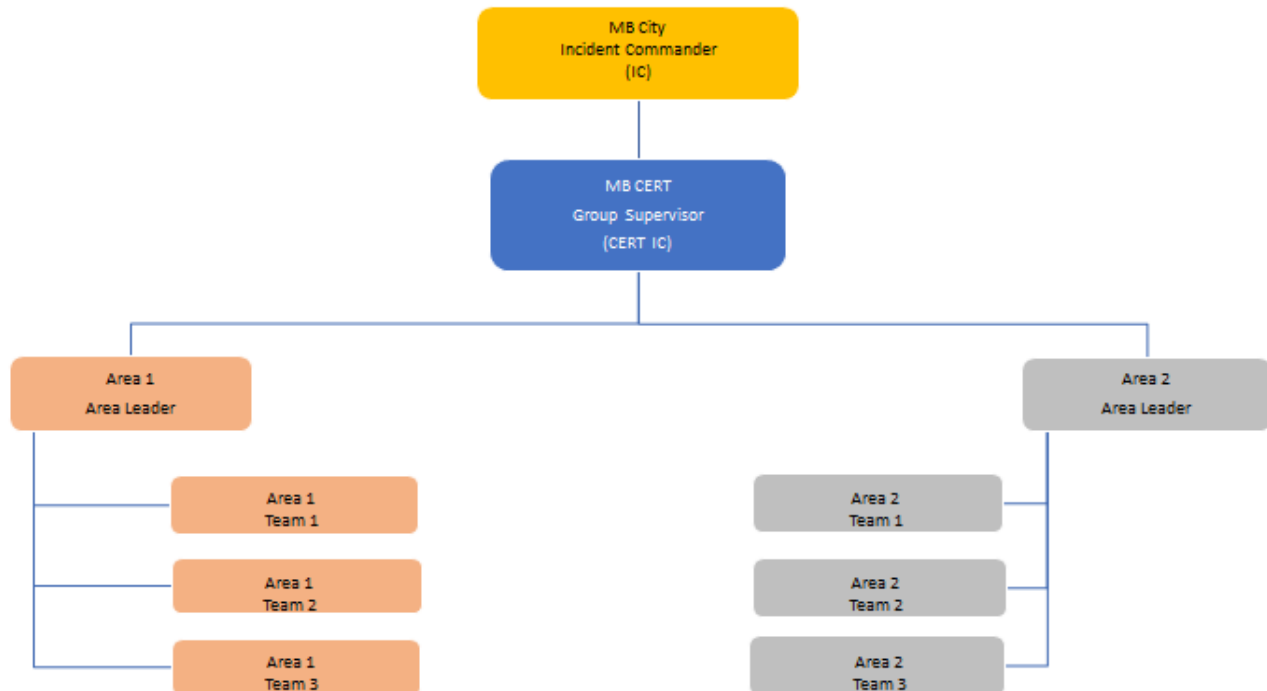 MB City
Incident Commander
(IC)
MB CERT
Group Supervisor
(CERT IC)
Area 1
Area Leader
Area 2
Area Leader
Area 1
Team 1
Area 2
Team 1
Area 1
Team 2
Area 2
Team 2
Area 1
Team 3
Area 2
Team 3